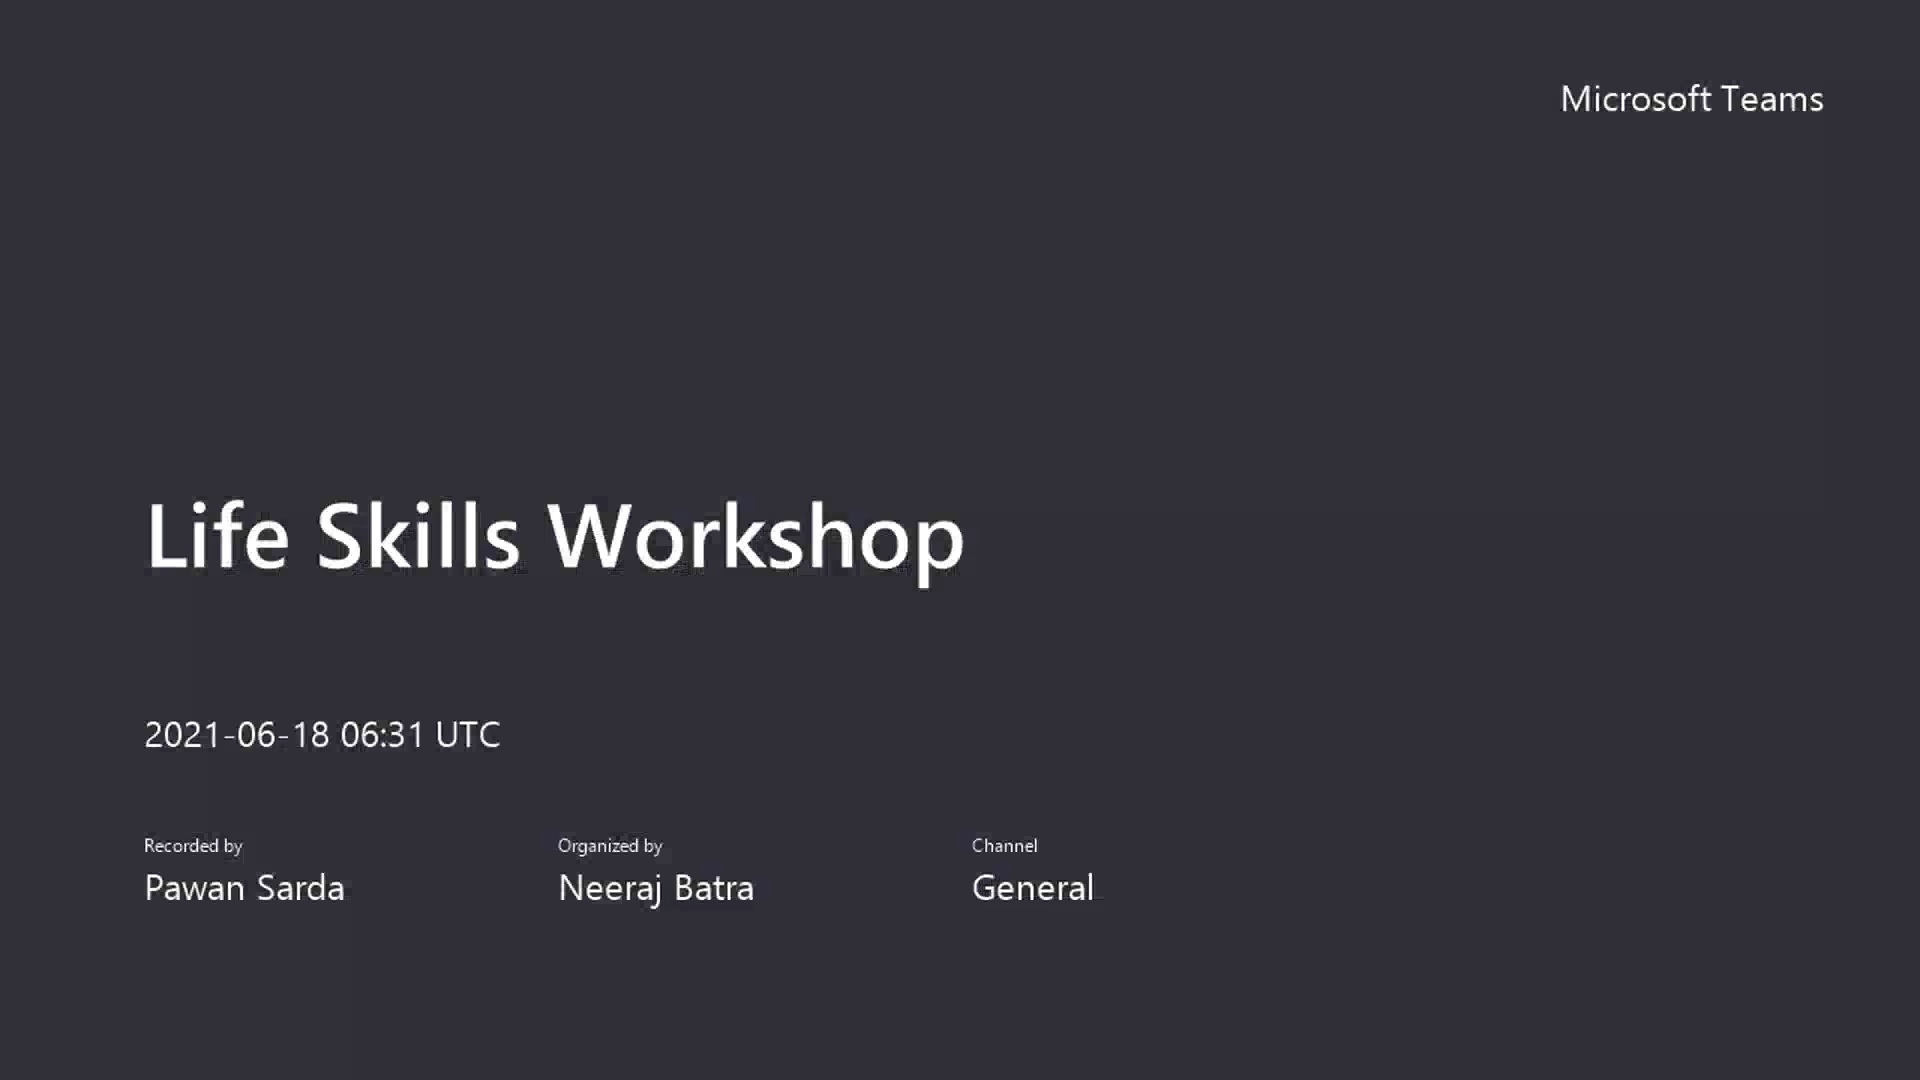 Microsoft Teams
Life Skills Workshop
2021-06-18 06:31 UTC
Recorded by
Pawan Sarda
Organized by
Neeraj Batra
Channel
General